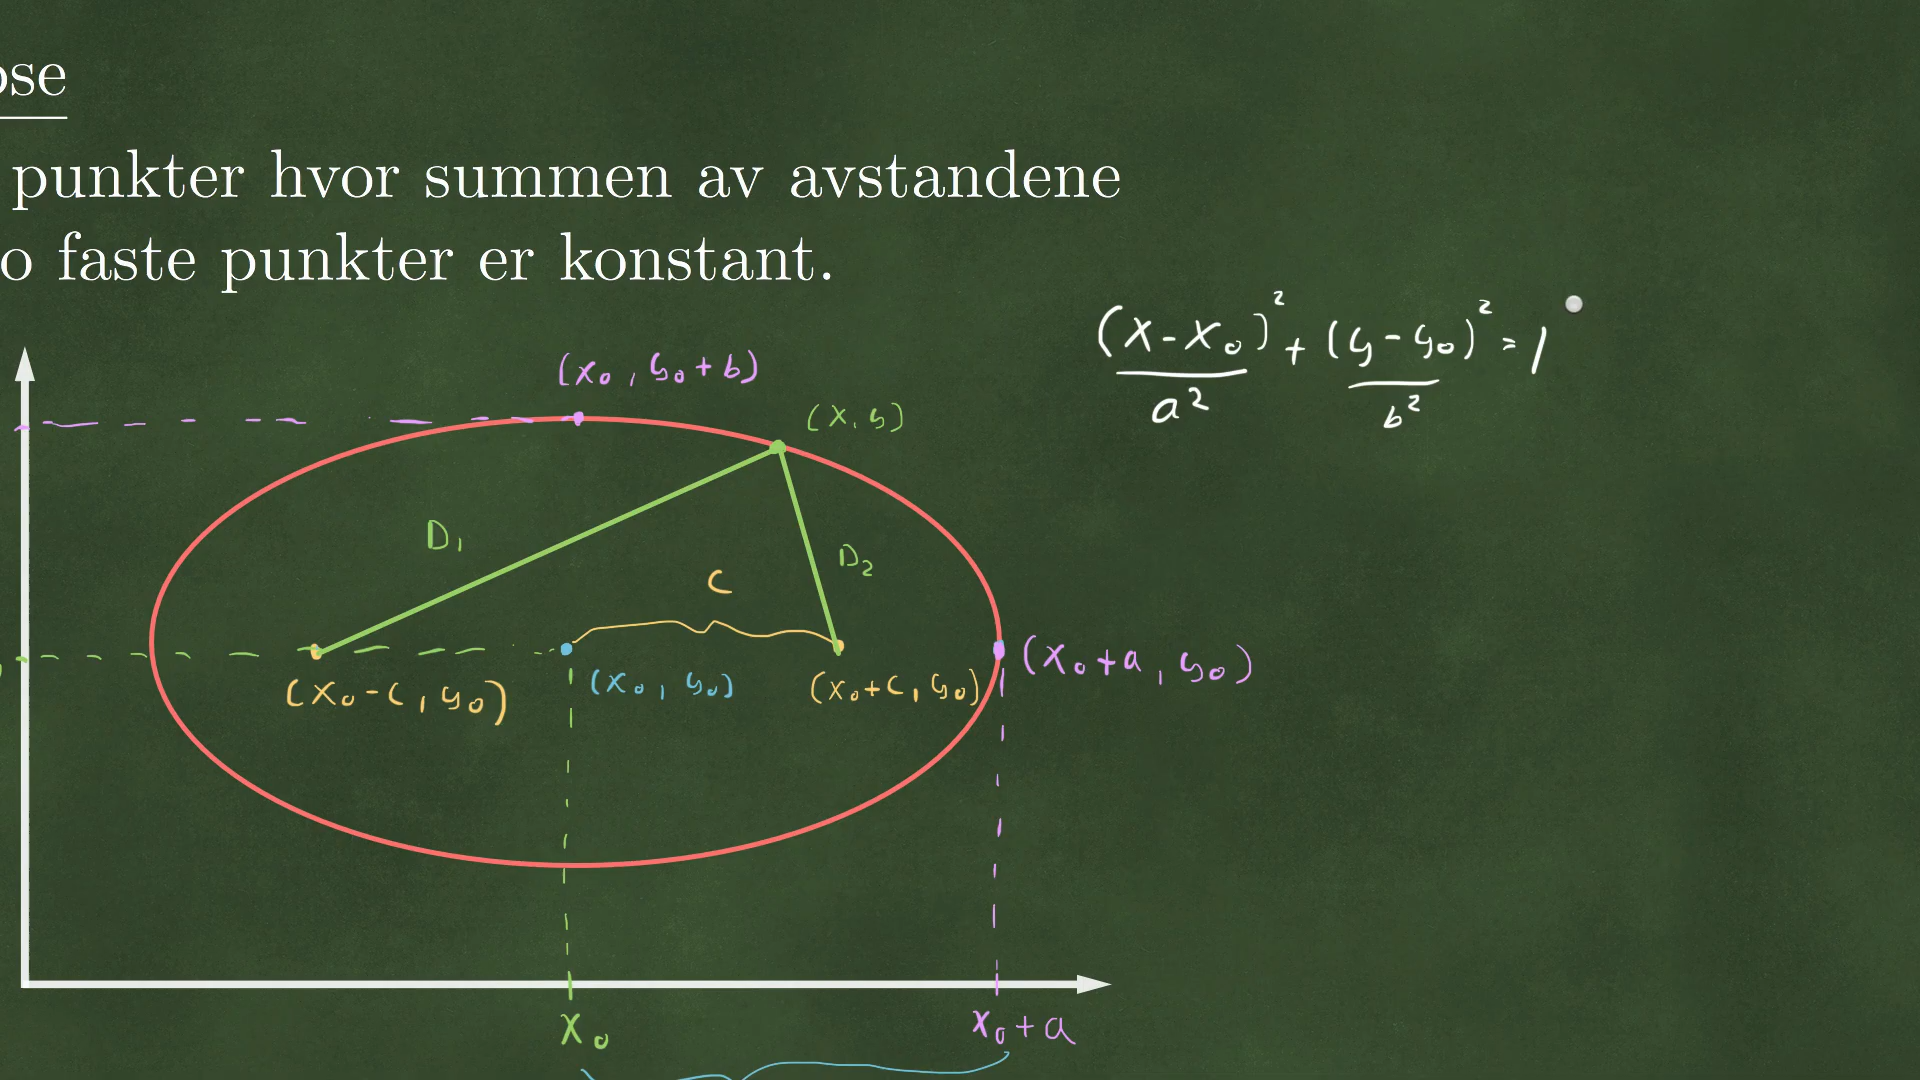 pse
punkter hvor summen av avstandene
o faste punkter er konstant.
(x-x₀)²/a² + (y-y₀)²/b² = 1
(x₀, y₀+b)
(x, y)
D₁
D₂
c
(x₀-c, y₀)
(x₀, y₀)
(x₀+c, y₀)
(x₀+a, y₀)
x₀
x₀+a